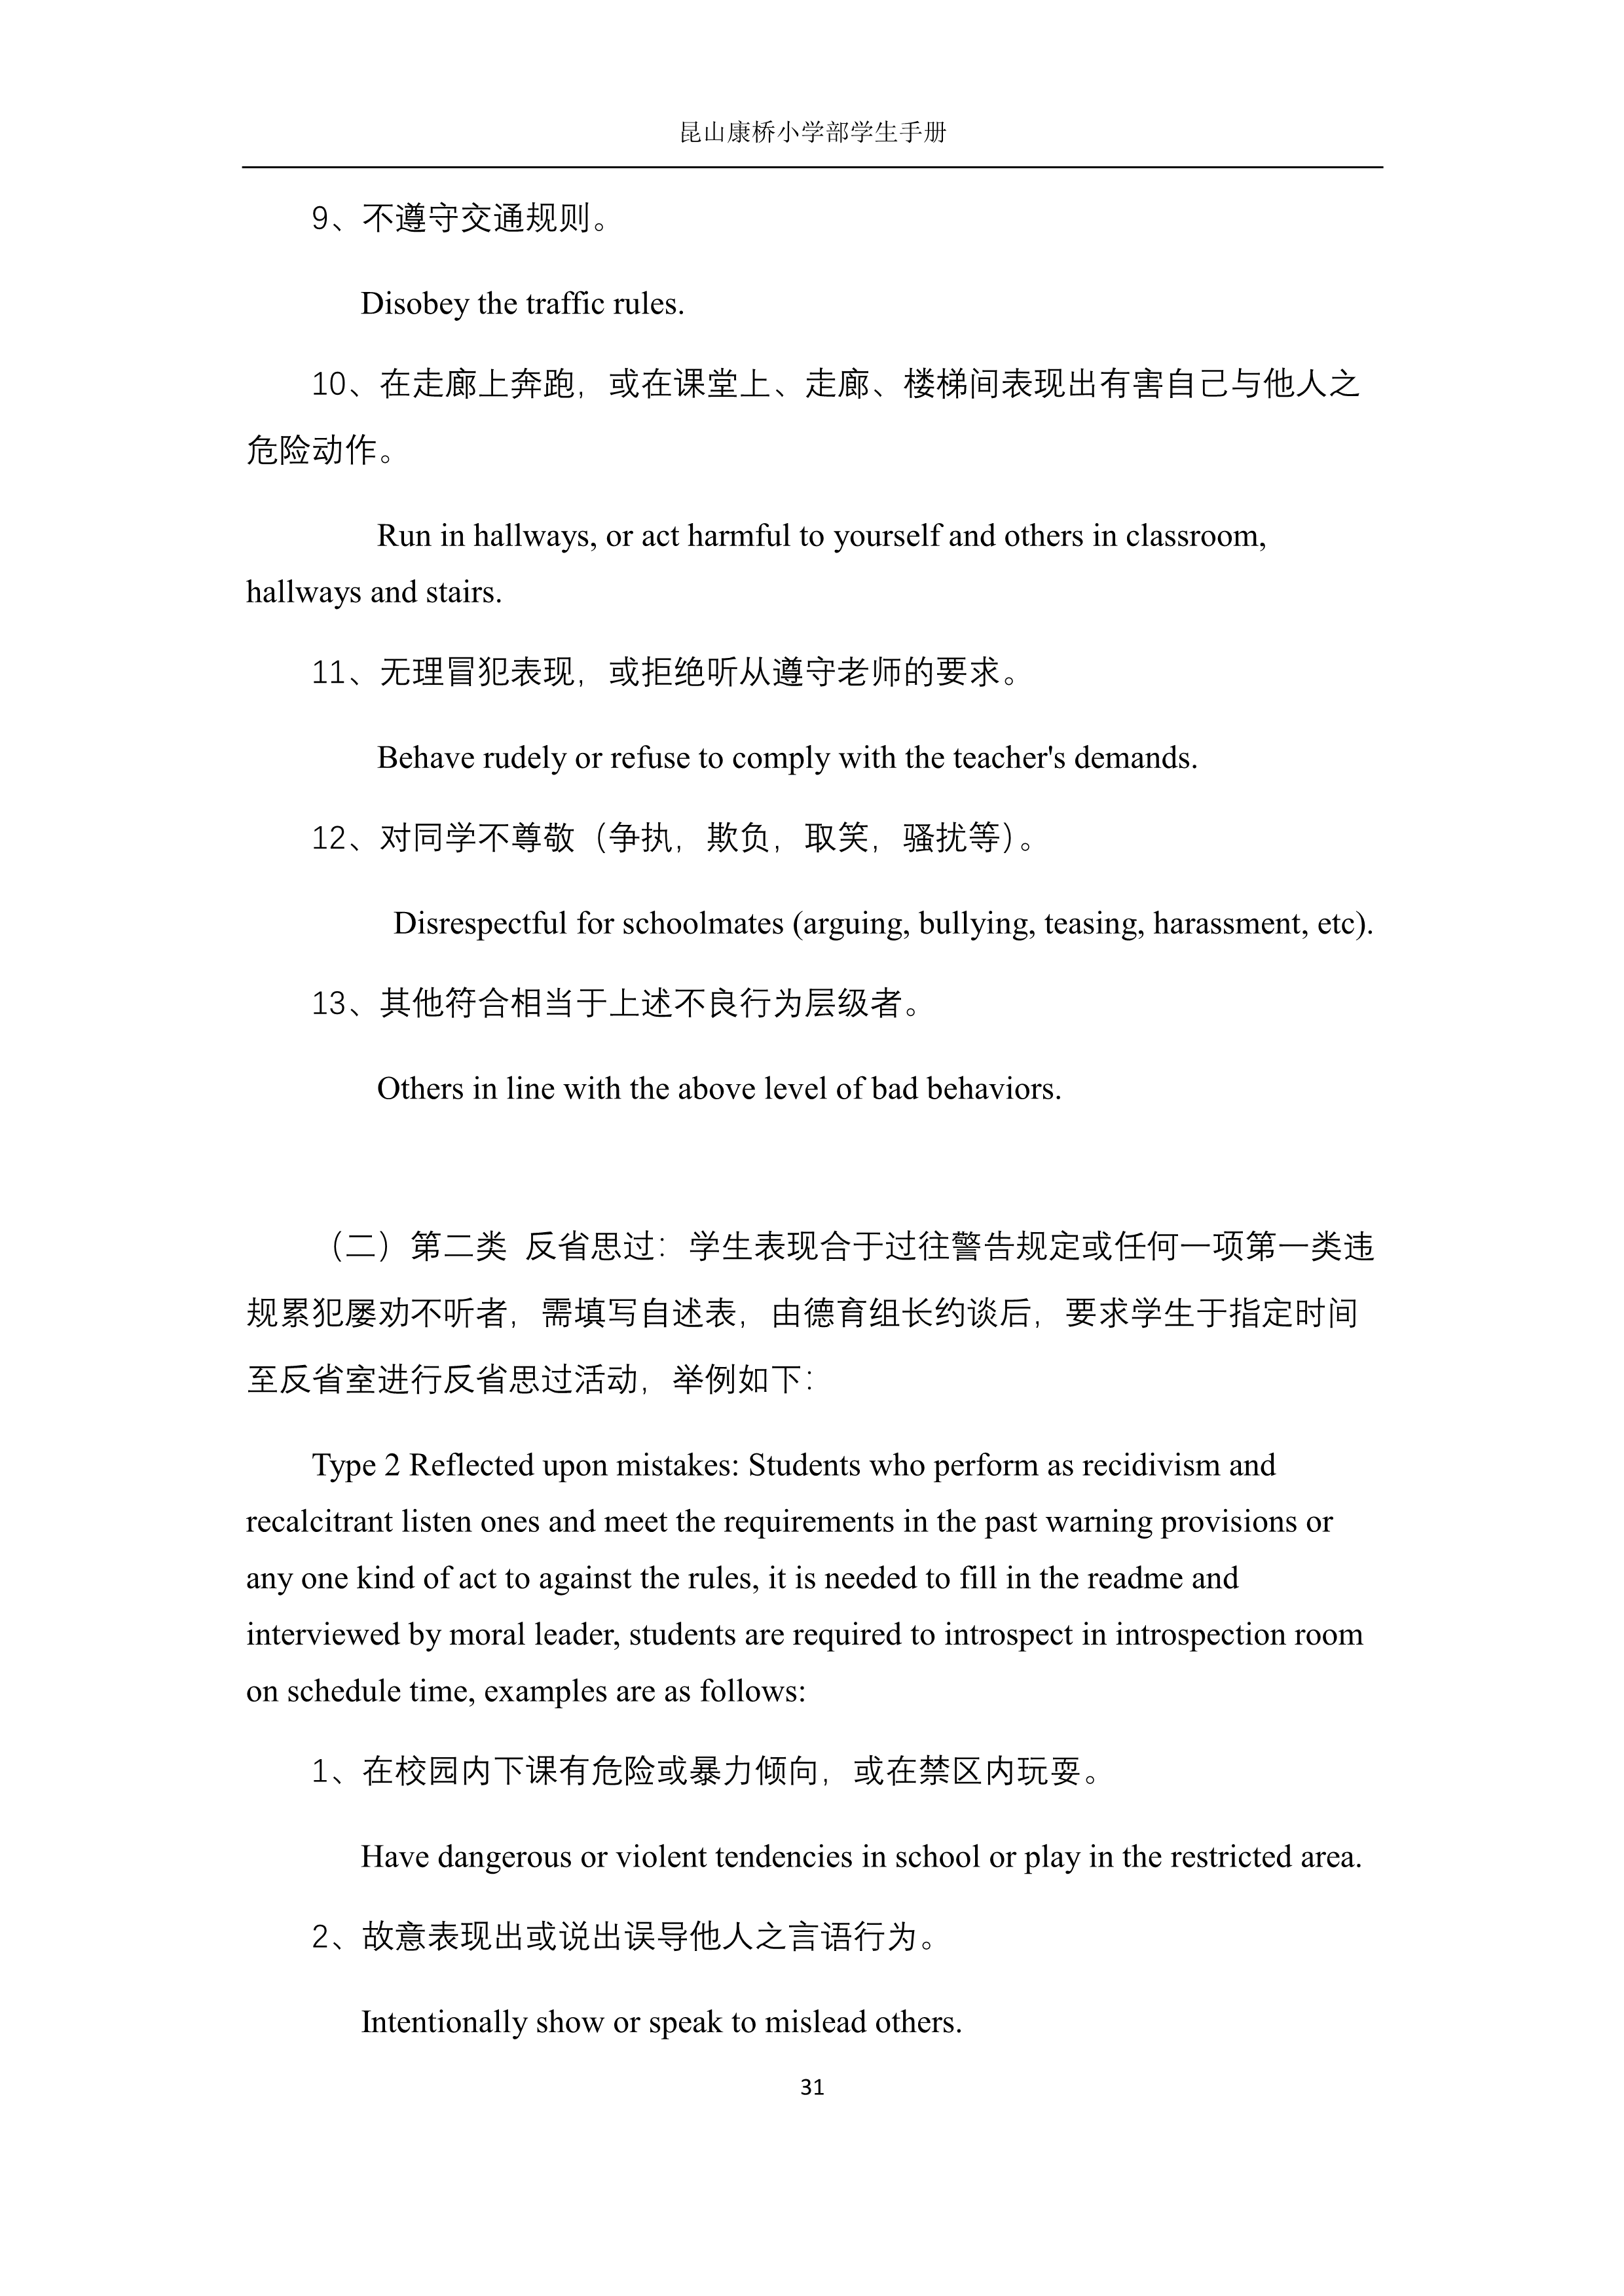 昆山康桥小学部学生手册
9、不遵守交通规则。
Disobey the traffic rules.
10、在走廊上奔跑，或在课堂上、走廊、楼梯间表现出有害自己与他人之
危险动作。
Run in hallways, or act harmful to yourself and others in classroom,
hallways and stairs.
11、无理冒犯表现，或拒绝听从遵守老师的要求。
Behave rudely or refuse to comply with the teacher's demands.
12、对同学不尊敬（争执，欺负，取笑，骚扰等）。
Disrespectful for schoolmates (arguing, bullying, teasing, harassment, etc).
13、其他符合相当于上述不良行为层级者。
Others in line with the above level of bad behaviors.
（二）第二类 反省思过：学生表现合于过往警告规定或任何一项第一类违
规累犯屡劝不听者，需填写自述表，由德育组长约谈后，要求学生于指定时间
至反省室进行反省思过活动，举例如下：
Type 2 Reflected upon mistakes: Students who perform as recidivism and
recalcitrant listen ones and meet the requirements in the past warning provisions or
any one kind of act to against the rules, it is needed to fill in the readme and
interviewed by moral leader, students are required to introspect in introspection room
on schedule time, examples are as follows:
1、在校园内下课有危险或暴力倾向，或在禁区内玩耍。
Have dangerous or violent tendencies in school or play in the restricted area.
2、故意表现出或说出误导他人之言语行为。
Intentionally show or speak to mislead others.
31